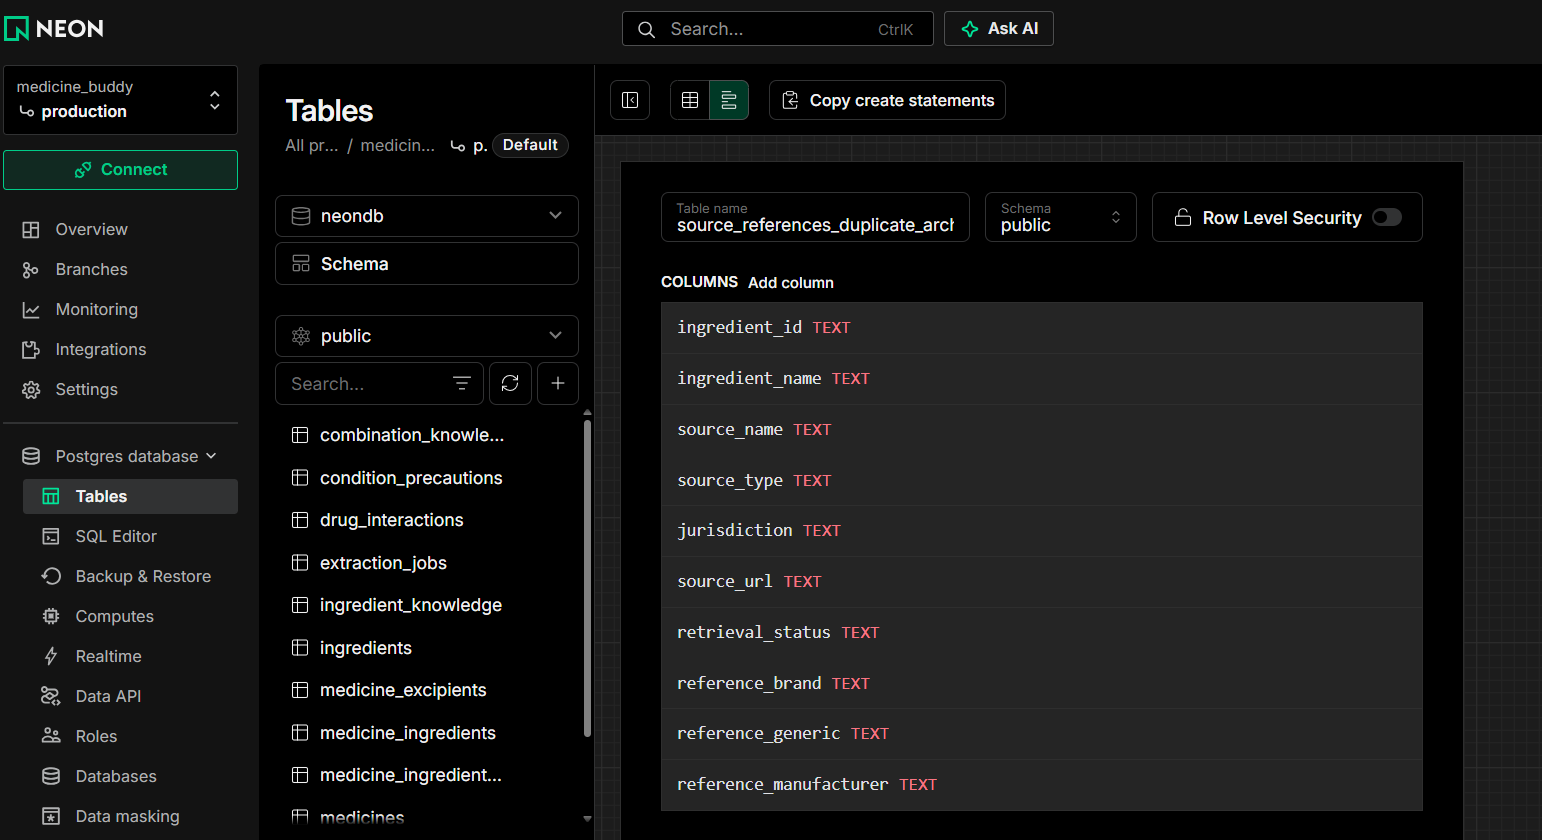 NEON
Search... CtrlK
Ask AI
medicine_buddy
production
Connect
Overview
Branches
Monitoring
Integrations
Settings
Postgres database
Tables
SQL Editor
Backup & Restore
Computes
Realtime
Data API
Roles
Databases
Data masking
Tables
All pr... / medicin... p. Default
neondb
Schema
public
Search...
combination_knowle...
condition_precautions
drug_interactions
extraction_jobs
ingredient_knowledge
ingredients
medicine_excipients
medicine_ingredients
medicine_ingredient...
medicines
Copy create statements
Table name
source_references_duplicate_arch
Schema
public
Row Level Security
COLUMNS Add column
ingredient_id TEXT
ingredient_name TEXT
source_name TEXT
source_type TEXT
jurisdiction TEXT
source_url TEXT
retrieval_status TEXT
reference_brand TEXT
reference_generic TEXT
reference_manufacturer TEXT